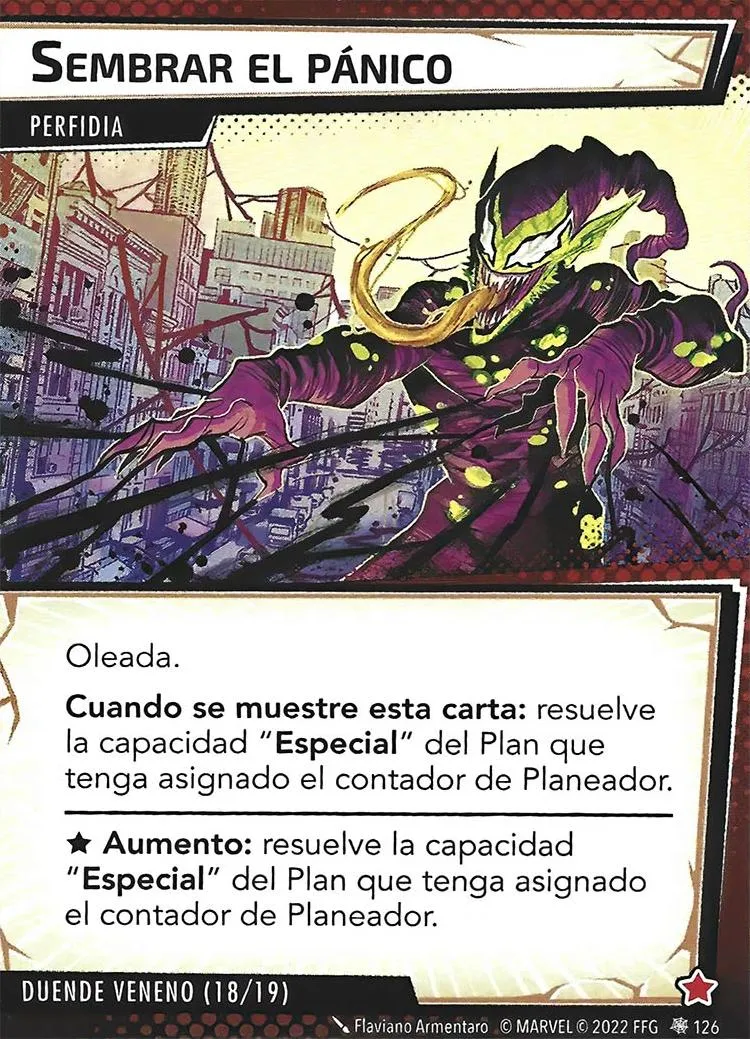 SEMBRAR EL PÁNICO
PERFIDIA
Oleada.
Cuando se muestre esta carta: resuelve
la capacidad “Especial” del Plan que
tenga asignado el contador de Planeador.
★ Aumento: resuelve la capacidad
“Especial” del Plan que tenga asignado
el contador de Planeador.
DUENDE VENENO (18/19)
Flaviano Armentaro © MARVEL © 2022 FFG 126